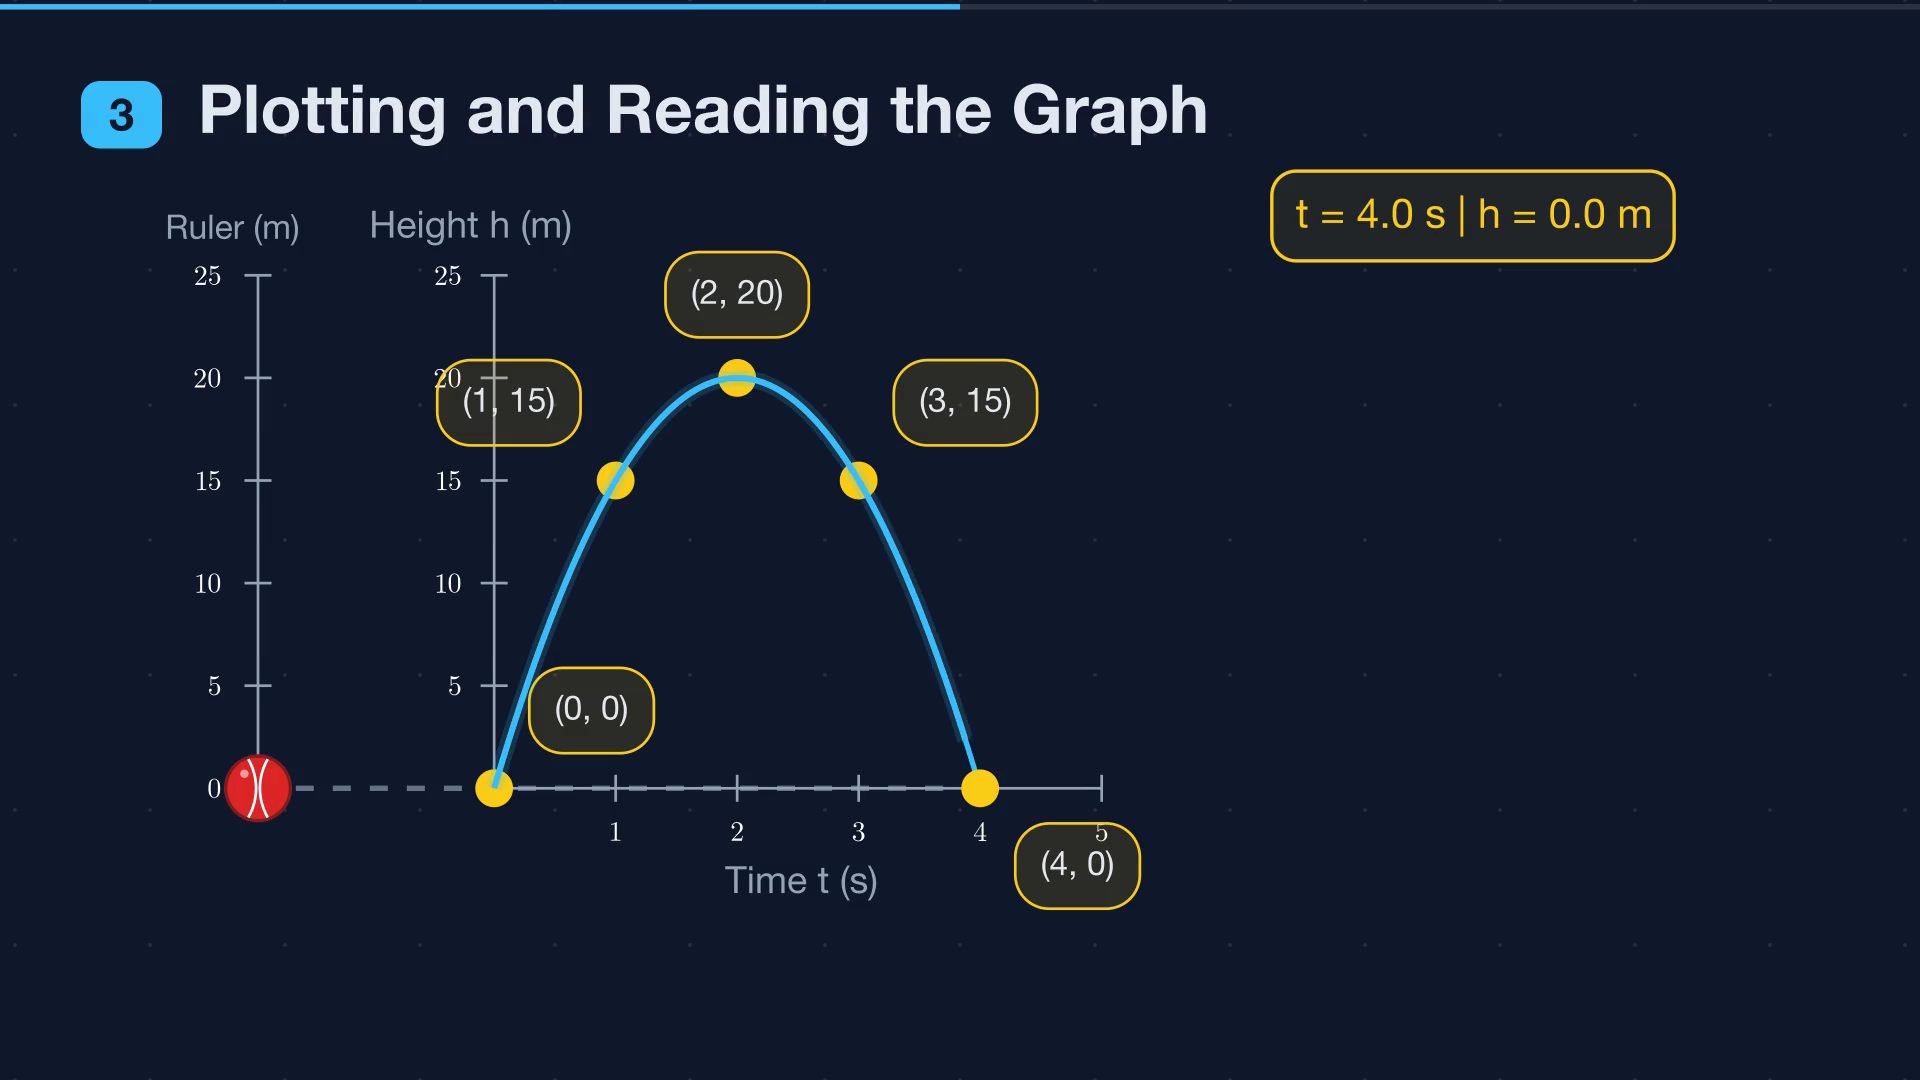 3 Plotting and Reading the Graph
t = 4.0 s | h = 0.0 m
Ruler (m)
Height h (m)
25
20
15
10
5
0
25
20
15
10
5
(2, 20)
(1, 15)
(3, 15)
(0, 0)
1 2 3 4 5
(4, 0)
Time t (s)